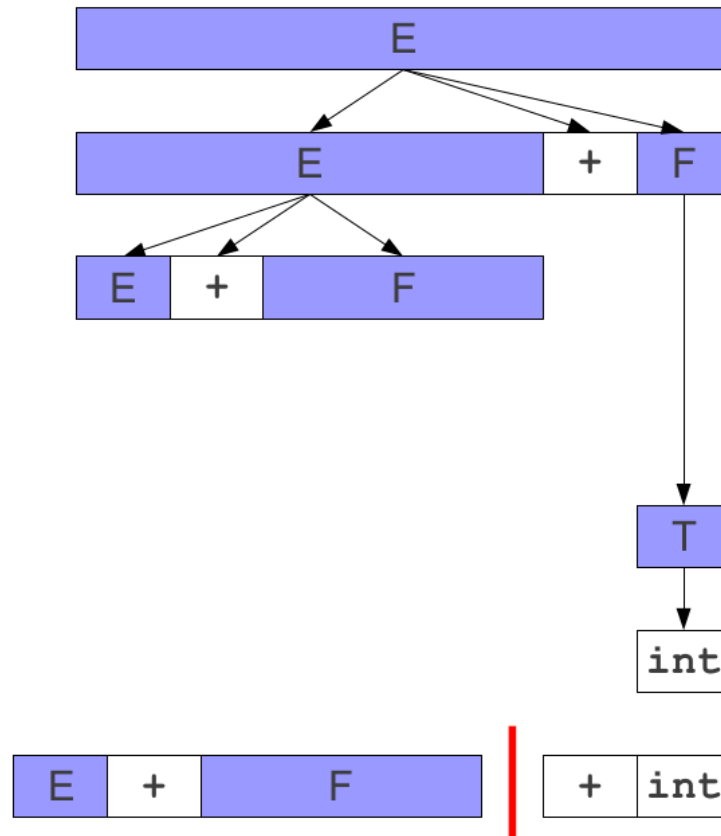 E
E + F
E + F
T
int
E + F + int